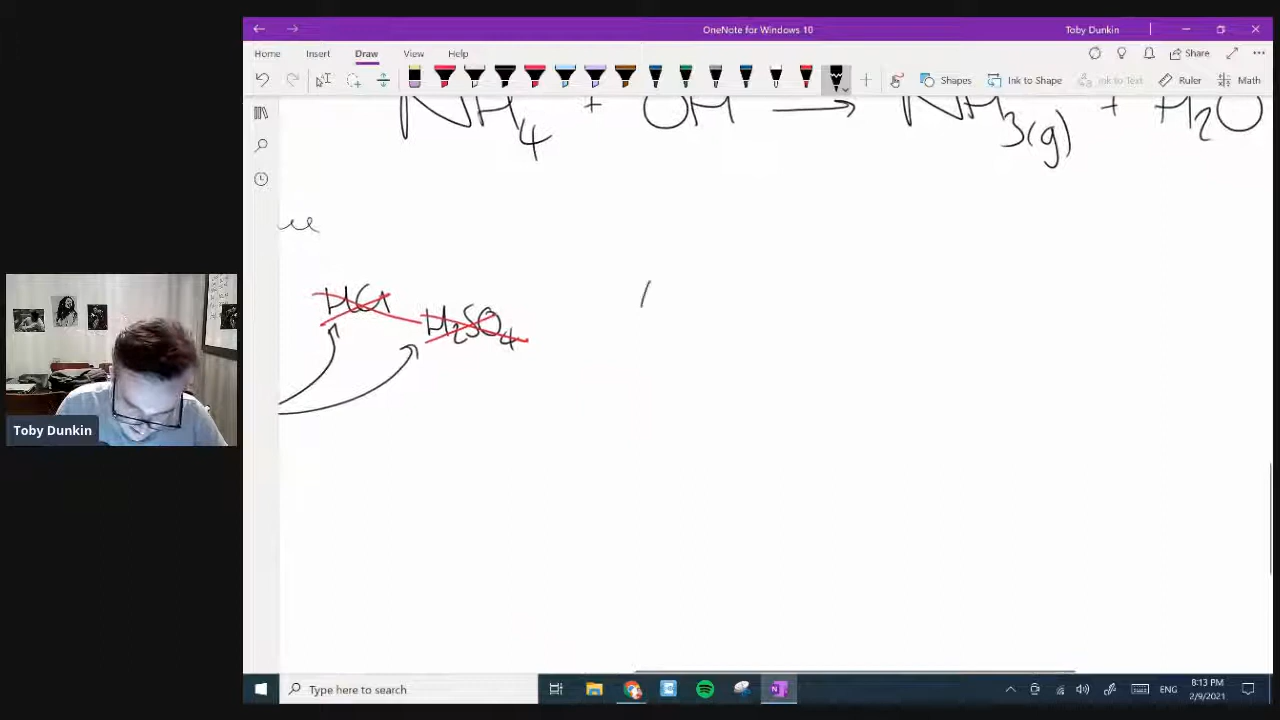 OneNote for Windows 10
Toby Dunkin
Home Insert Draw View Help
Share
Shapes Ink to Shape Ink to Text Ruler Math
NH4 + OH → NH3(g) + H2O
HCl
H2SO4
Toby Dunkin
Type here to search
ENG
8:13 PM
2/9/2021